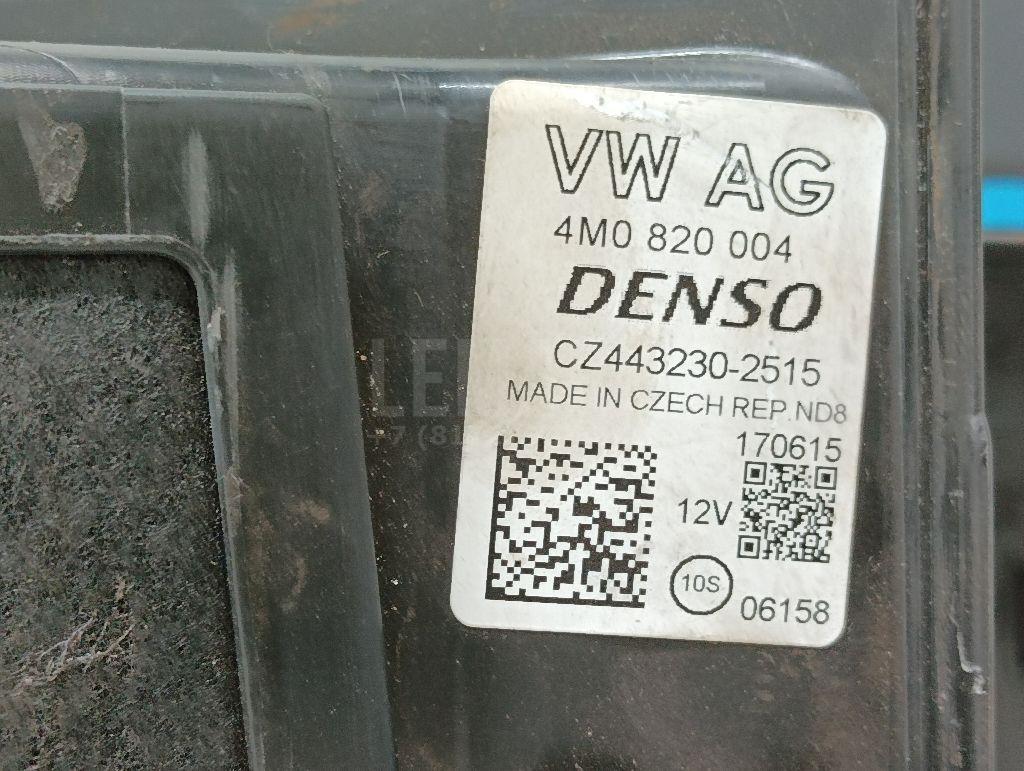 VW AG
4M0 820 004
DENSO
CZ443230-2515
MADE IN CZECH REP.ND8
170615
12V
10S
06158